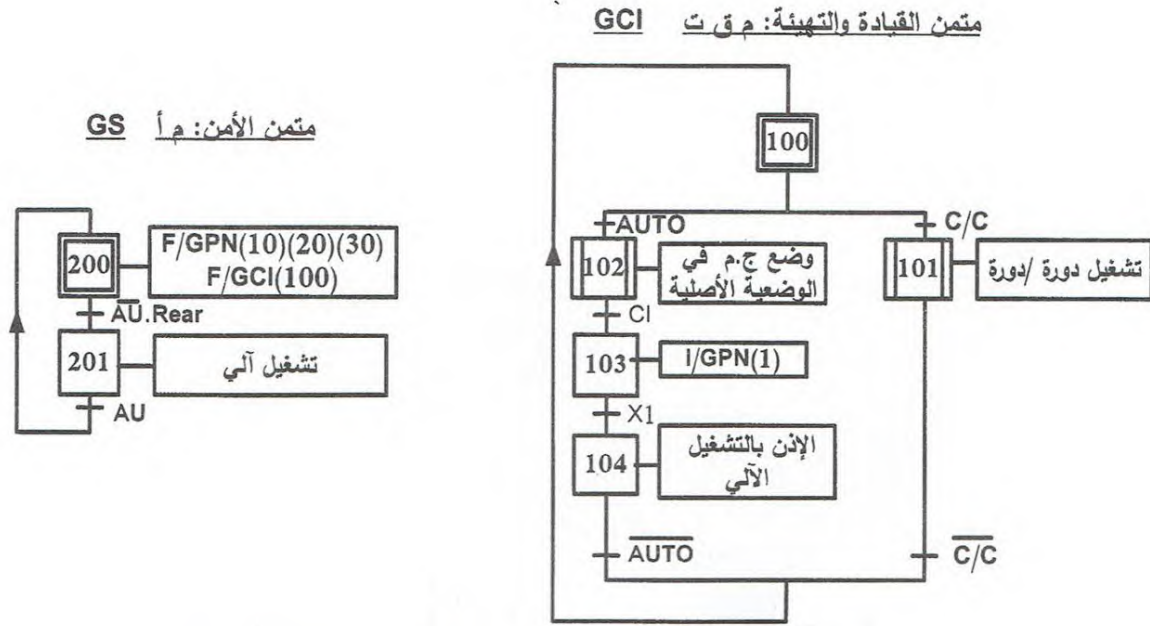 متمن القيادة والتهيئة: م ق ت GCI
100
AUTO
C/C
102
وضع ج.م في
الوضعية الأصلية
101
تشغيل دورة /دورة
CI
103
I/GPN(1)
X1
104
الإذن بالتشغيل
الآلي
A̅U̅T̅O̅
C̅/̅C̅
متمن الأمن: م أ GS
200
F/GPN(10)(20)(30)
F/GCI(100)
A̅U̅.Rear
201
تشغيل آلي
AU